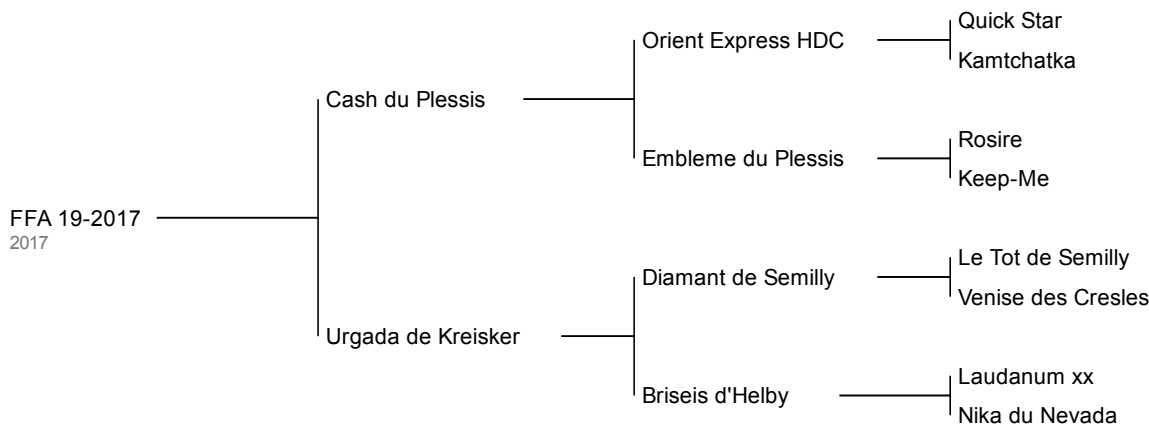 FFA 19-2017
2017
Cash du Plessis
Urgada de Kreisker
Orient Express HDC
Embleme du Plessis
Diamant de Semilly
Briseis d'Helby
Quick Star
Kamtchatka
Rosire
Keep-Me
Le Tot de Semilly
Venise des Cresles
Laudanum xx
Nika du Nevada